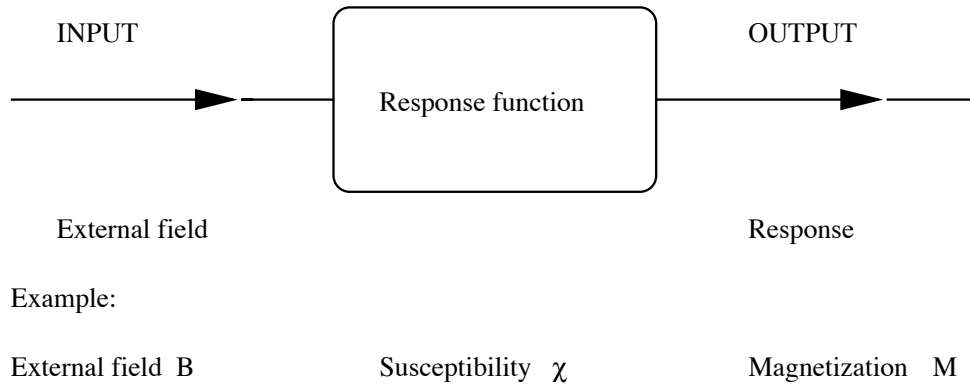 INPUT OUTPUT
Response function
External field Response
Example:
External field B Susceptibility χ Magnetization M